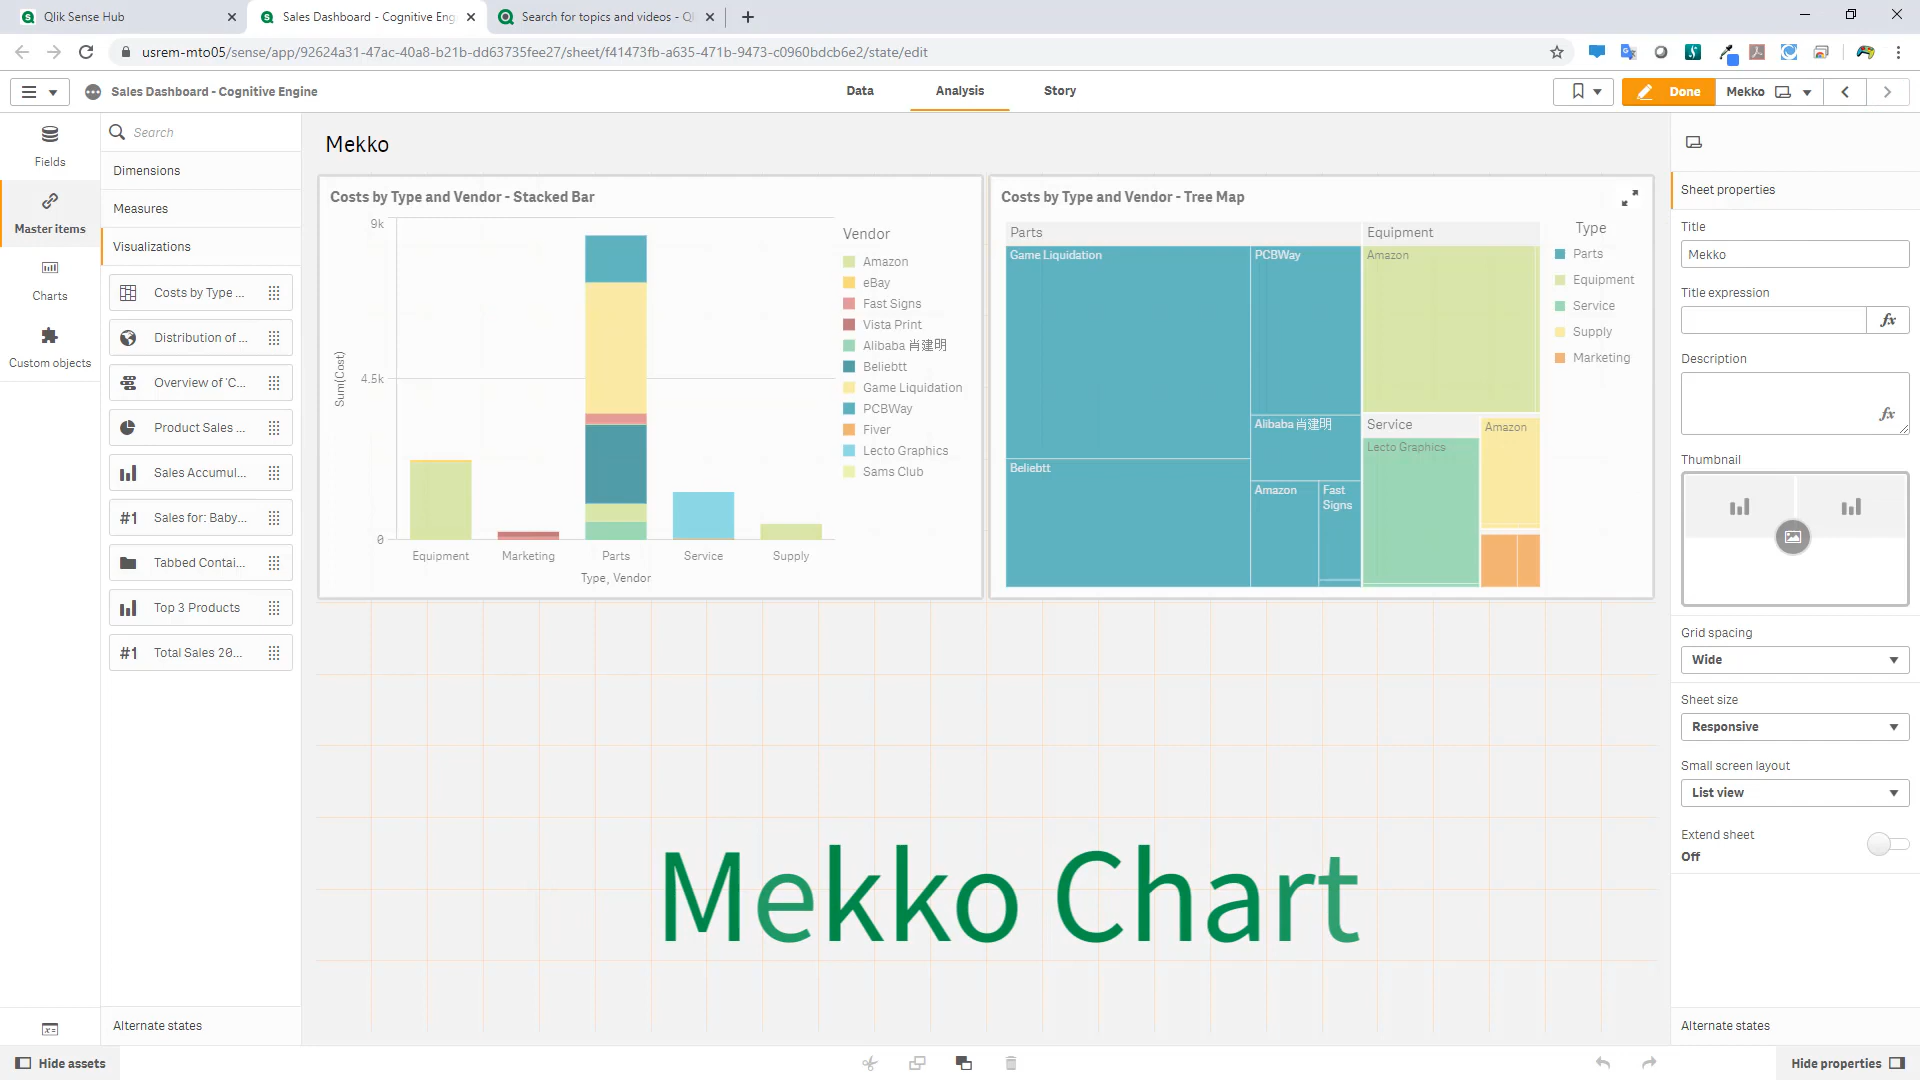 Qlik Sense Hub
Sales Dashboard - Cognitive Eng
Search for topics and videos - Q
usrem-mto05/sense/app/92624a31-47ac-40a8-b21b-dd63735fee27/sheet/f41473fb-a635-471b-9473-c0960bdcb6e2/state/edit
Sales Dashboard - Cognitive Engine
Data
Analysis
Story
Done
Mekko
Fields
Master items
Charts
Custom objects
Search
Dimensions
Measures
Visualizations
Costs by Type ...
Distribution of ...
Overview of 'C...
Product Sales ...
Sales Accumul...
#1 Sales for: Baby...
Tabbed Contai...
Top 3 Products
#1 Total Sales 20...
Alternate states
Hide assets
Mekko
Costs by Type and Vendor - Stacked Bar
9k
4.5k
0
Sum(Cost)
Equipment
Marketing
Parts
Service
Supply
Type, Vendor
Vendor
Amazon
eBay
Fast Signs
Vista Print
Alibaba 肖建明
Beliebtt
Game Liquidation
PCBWay
Fiver
Lecto Graphics
Sams Club
Costs by Type and Vendor - Tree Map
Parts
Game Liquidation
PCBWay
Beliebtt
Alibaba 肖建明
Amazon
Fast
Signs
Equipment
Amazon
Service
Lecto Graphics
Amazon
Type
Parts
Equipment
Service
Supply
Marketing
Mekko Chart
Sheet properties
Title
Mekko
Title expression
fx
Description
fx
Thumbnail
Grid spacing
Wide
Sheet size
Responsive
Small screen layout
List view
Extend sheet
Off
Alternate states
Hide properties